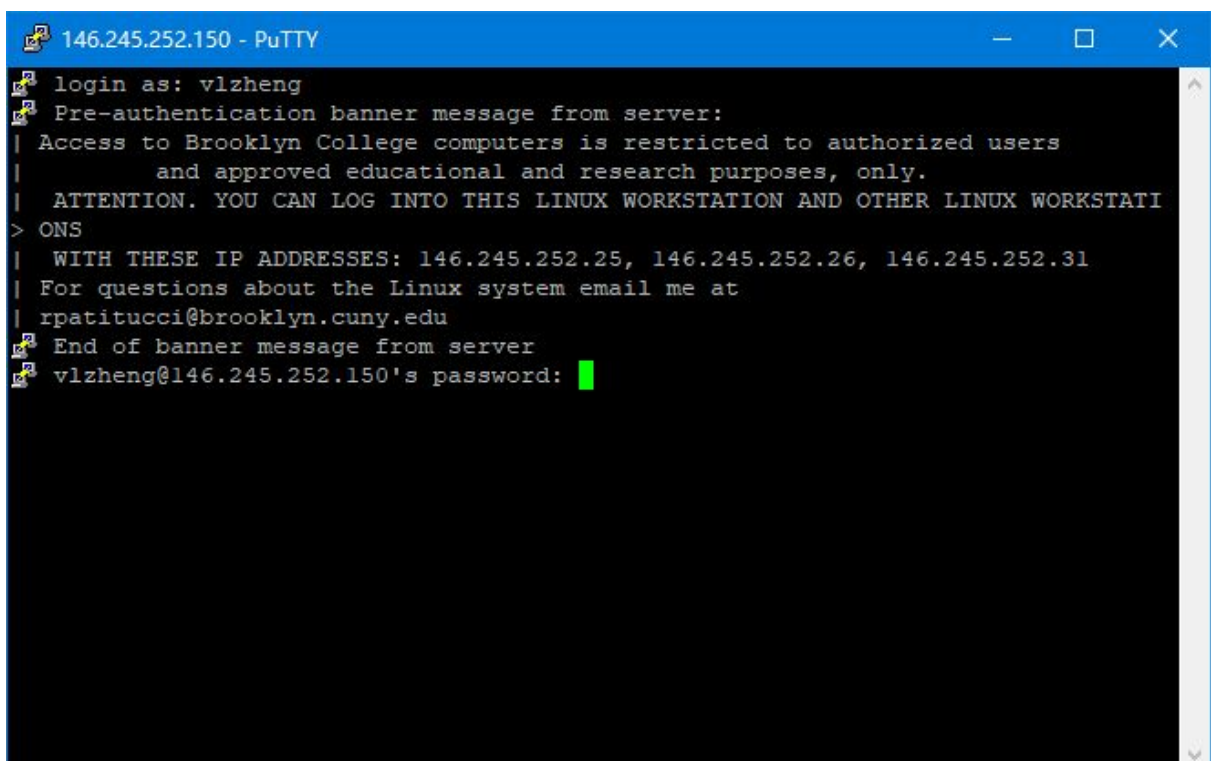 146.245.252.150 - PuTTY
login as: vlzheng
Pre-authentication banner message from server:
| Access to Brooklyn College computers is restricted to authorized users
|         and approved educational and research purposes, only.
|  ATTENTION. YOU CAN LOG INTO THIS LINUX WORKSTATION AND OTHER LINUX WORKSTATI
> ONS
|  WITH THESE IP ADDRESSES: 146.245.252.25, 146.245.252.26, 146.245.252.31
| For questions about the Linux system email me at
| rpatitucci@brooklyn.cuny.edu
End of banner message from server
vlzheng@146.245.252.150's password: